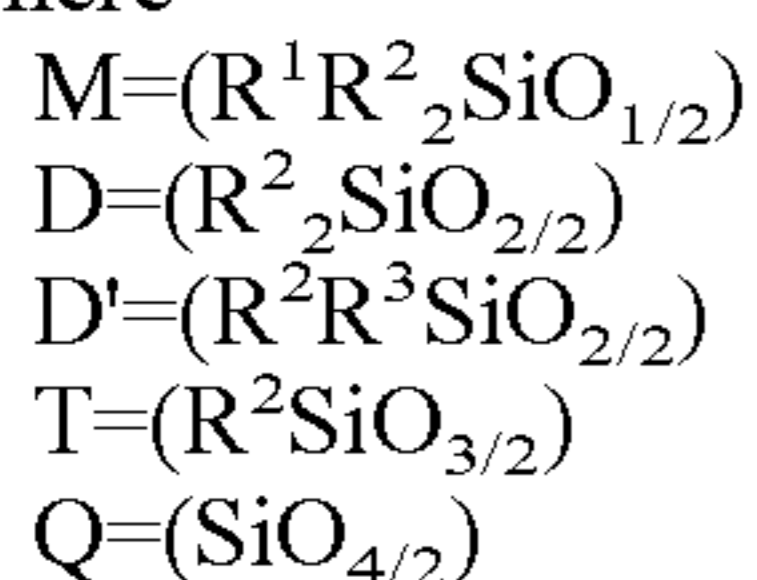 M=(R¹R²₂SiO₁/₂)
D=(R²₂SiO₂/₂)
D'=(R²R³SiO₂/₂)
T=(R²SiO₃/₂)
Q=(SiO₄/₂)